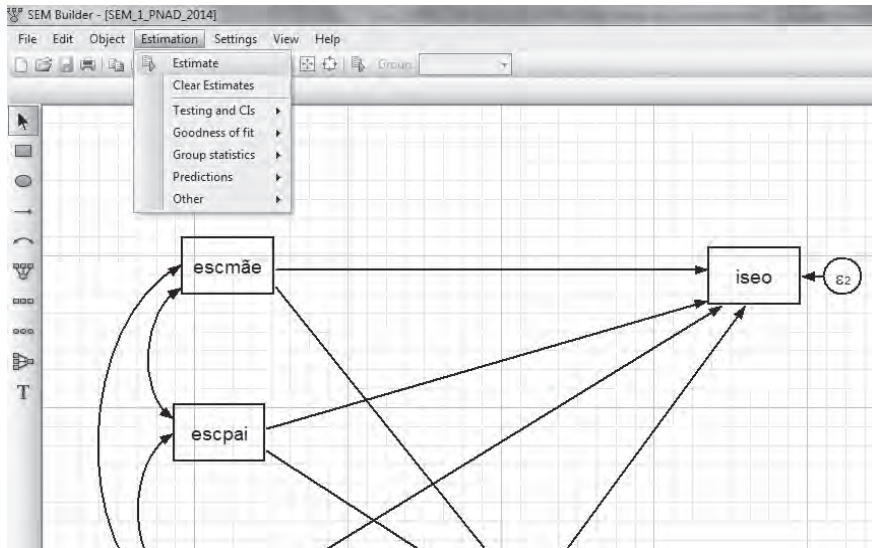 SEM Builder - [SEM_1_PNAD_2014]
File Edit Object Estimation Settings View Help
Estimate
Group:
Clear Estimates
Testing and CIs
Goodness of fit
Group statistics
Predictions
Other
T
escmãe
iseo
ε2
escpai